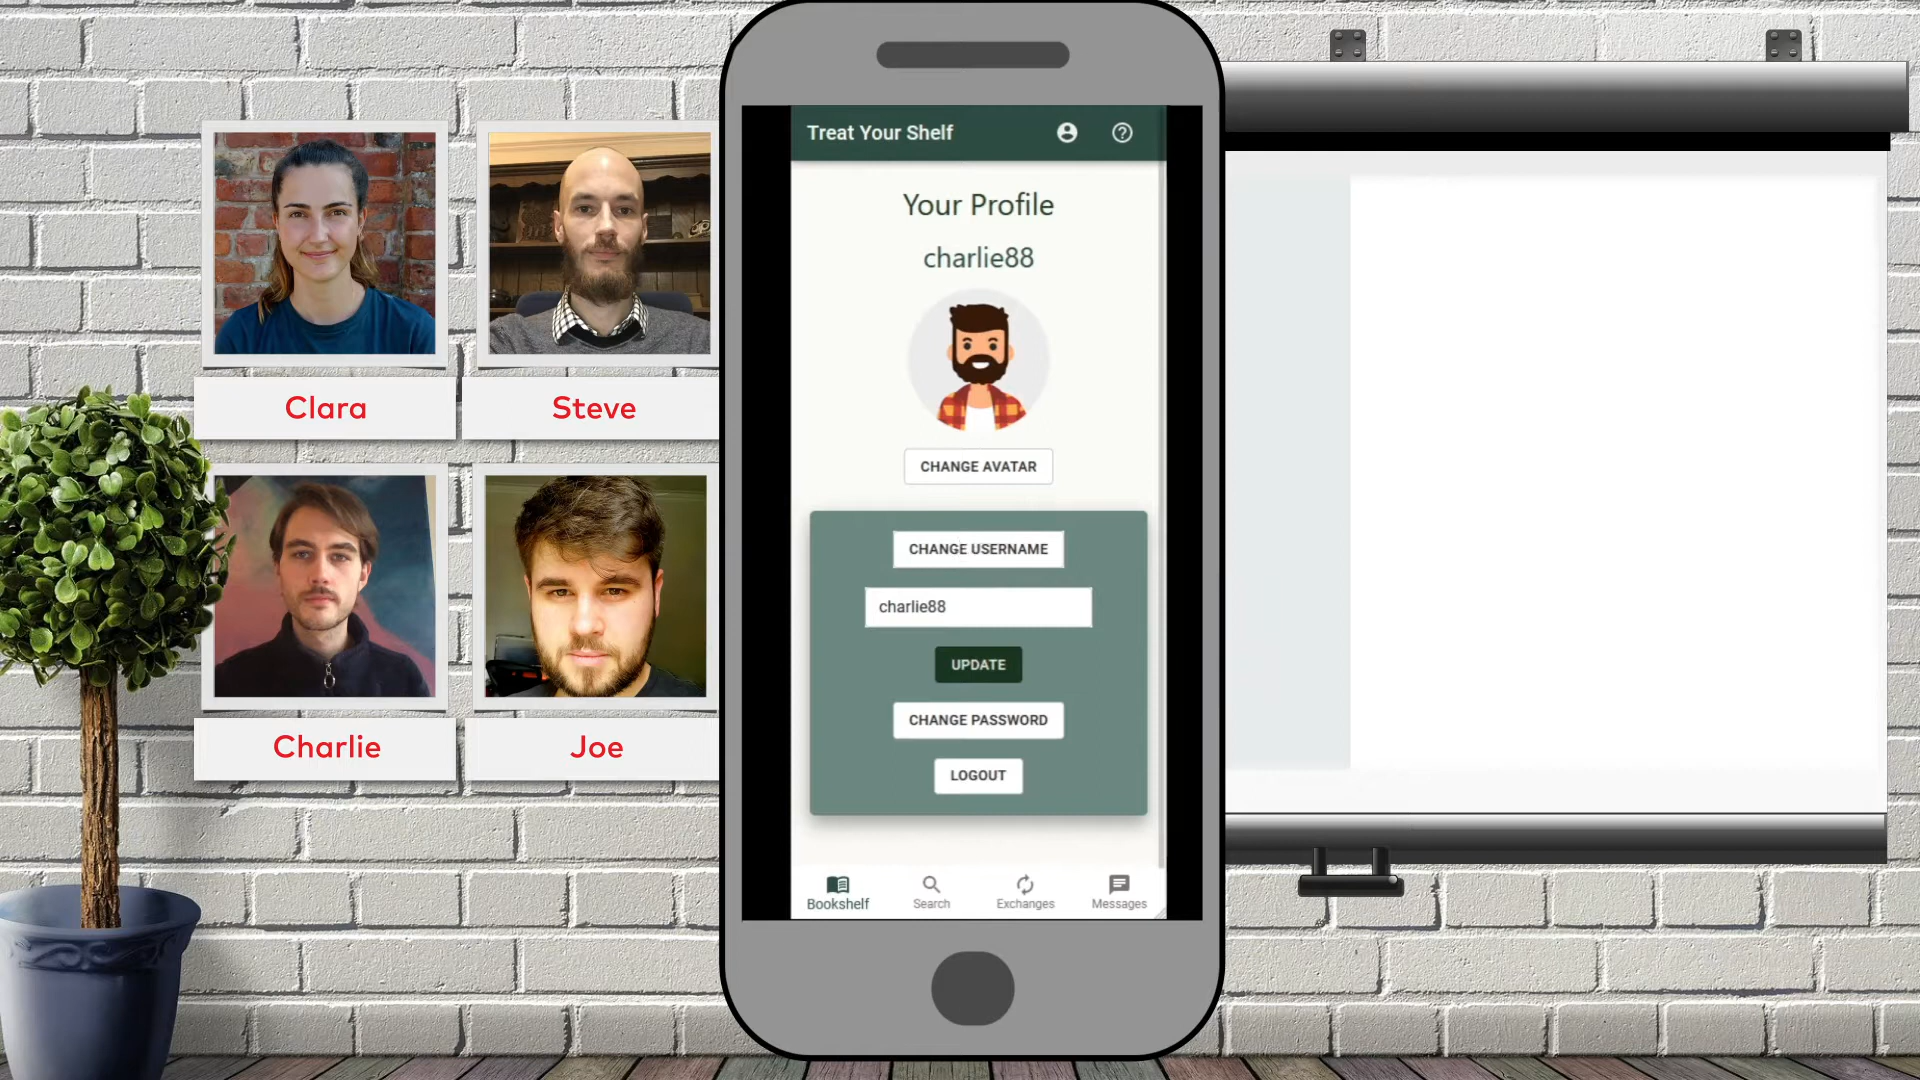 Clara
Steve
Charlie
Joe
Treat Your Shelf
Your Profile
charlie88
CHANGE AVATAR
CHANGE USERNAME
charlie88
UPDATE
CHANGE PASSWORD
LOGOUT
Bookshelf
Search
Exchanges
Messages